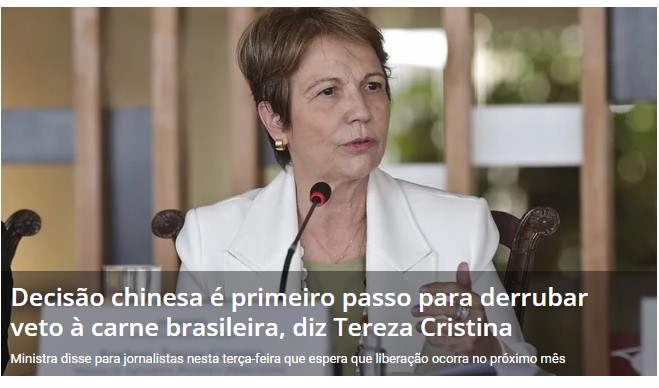 Decisão chinesa é primeiro passo para derrubar
veto à carne brasileira, diz Tereza Cristina
Ministra disse para jornalistas nesta terça-feira que espera que liberação ocorra no próximo mês